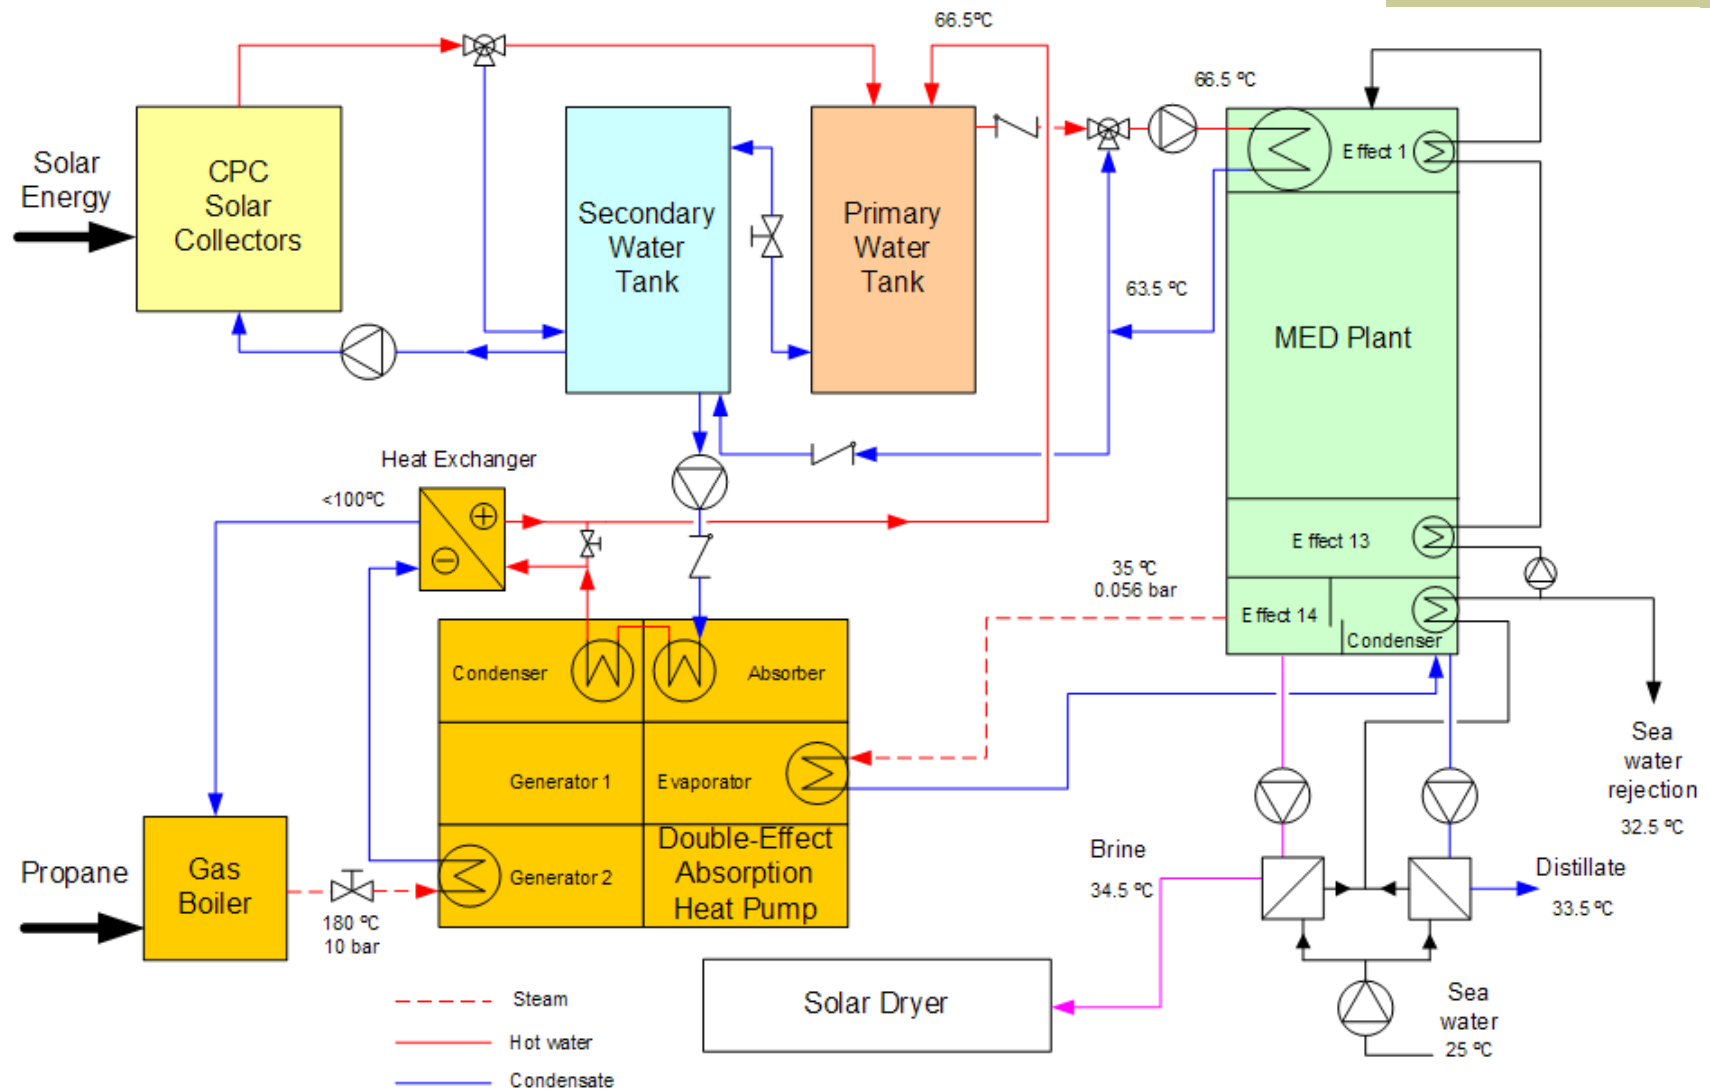 66.5ºC
66.5 ºC
Solar
Energy
CPC
Solar
Collectors
Secondary
Water
Tank
Primary
Water
Tank
Effect 1
63.5 ºC
MED Plant
Heat Exchanger
<100ºC
Effect 13
35 ºC
0.056 bar
Effect 14
Condenser
Condenser
Absorber
Generator 1
Evaporator
Generator 2
Double-Effect
Absorption
Heat Pump
Propane
Gas
Boiler
180 ºC
10 bar
Sea
water
rejection
32.5 ºC
Brine
34.5 ºC
Distillate
33.5 ºC
Solar Dryer
Sea
water
25 ºC
Steam
Hot water
Condensate